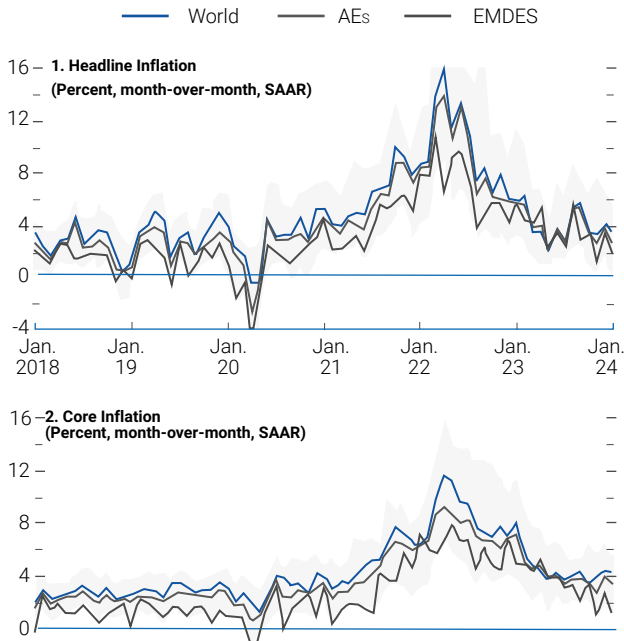 World AEs EMDES
16 1. Headline Inflation
(Percent, month-over-month, SAAR)
12
8
4
0
-4
Jan. Jan. Jan. Jan. Jan. Jan. Jan.
2018 19 20 21 22 23 24
16 2. Core Inflation
(Percent, month-over-month, SAAR)
12
8
4
0